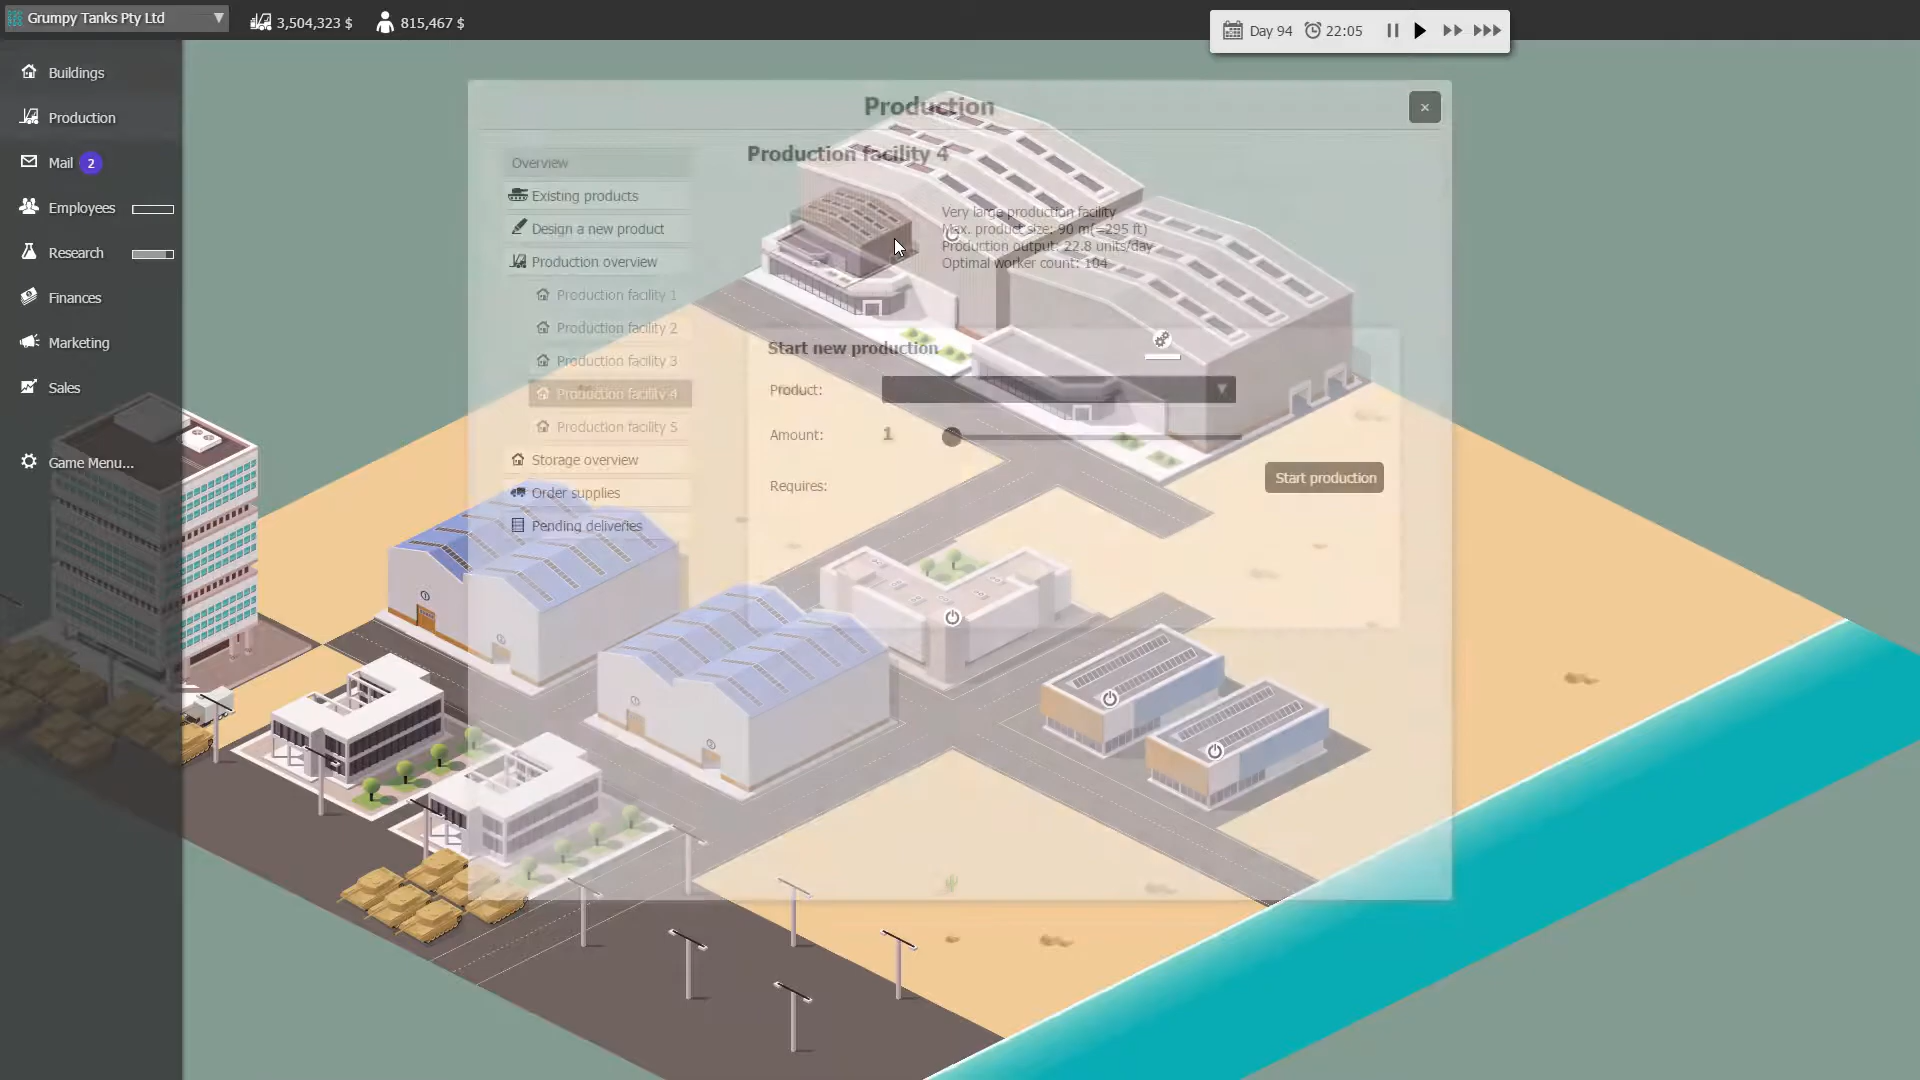 Grumpy Tanks Pty Ltd
3,504,323 $
815,467 $
Day 94
22:05
Buildings
Production
Mail 2
Employees
Research
Finances
Marketing
Sales
Game Menu...
Production
×
Overview
Existing products
Design a new product
Production overview
Production facility 1
Production facility 2
Production facility 3
Production facility 4
Production facility 5
Storage overview
Order supplies
Pending deliveries
Production facility 4
Very large production facility
Max. product size: 90 m(~295 ft)
Production output: 22.8 units/day
Optimal worker count: 104
Start new production
Product:
Amount: 1
Requires:
Start production